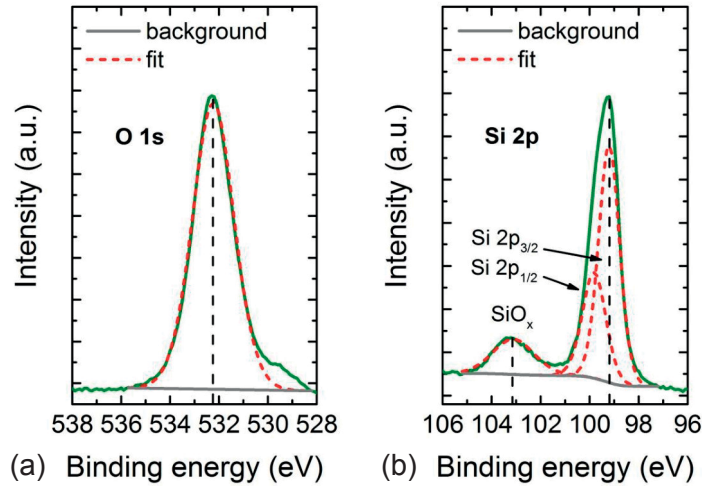 background
fit
O 1s
Intensity (a.u.)
538 536 534 532 530 528
(a) Binding energy (eV)
background
fit
Si 2p
Si 2p3/2
Si 2p1/2
SiOx
Intensity (a.u.)
106 104 102 100 98 96
(b) Binding energy (eV)